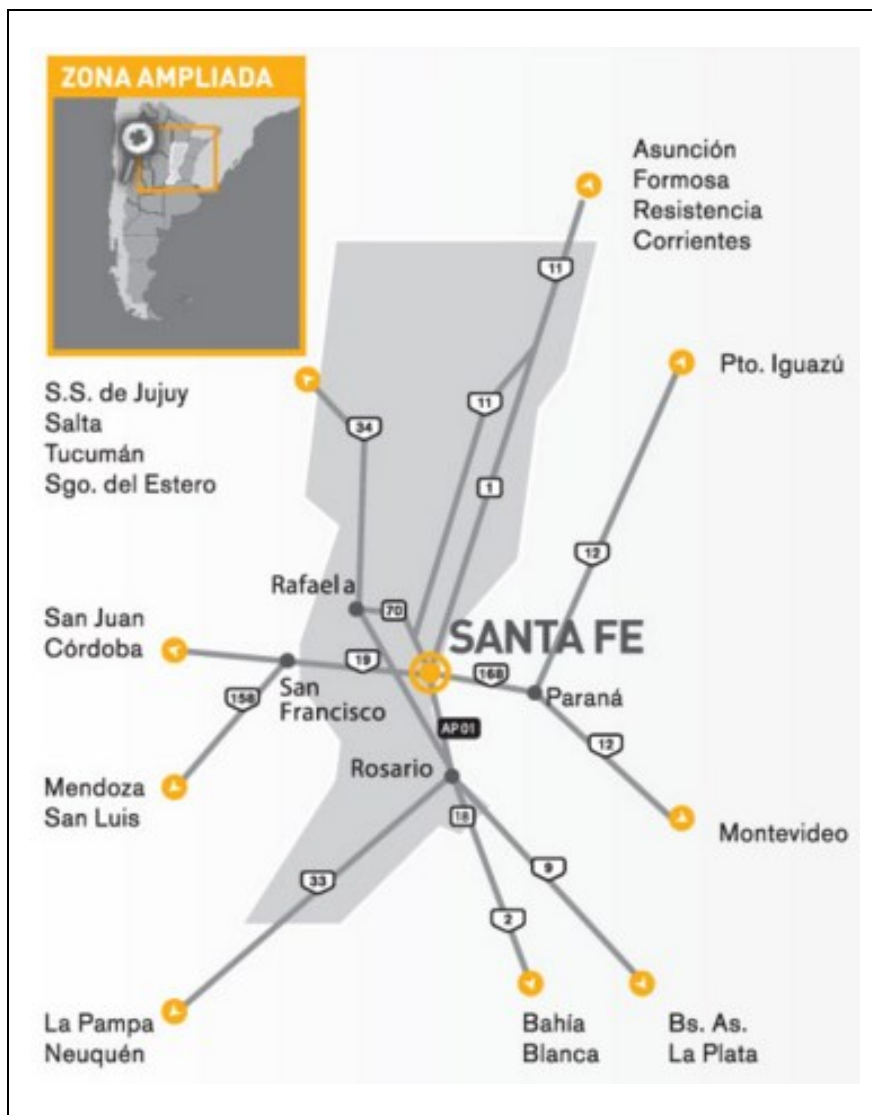 ZONA AMPLIADA
Asunción
Formosa
Resistencia
Corrientes
11
Pto. Iguazú
S.S. de Jujuy
Salta
Tucumán
Sgo. del Estero
11
34
1
12
Rafaela
70
San Juan
Córdoba
SANTA FE
19
168
San
Francisco
158
Paraná
AP01
12
Rosario
Mendoza
San Luis
18
Montevideo
9
33
2
La Pampa
Neuquén
Bahía
Blanca
Bs. As.
La Plata